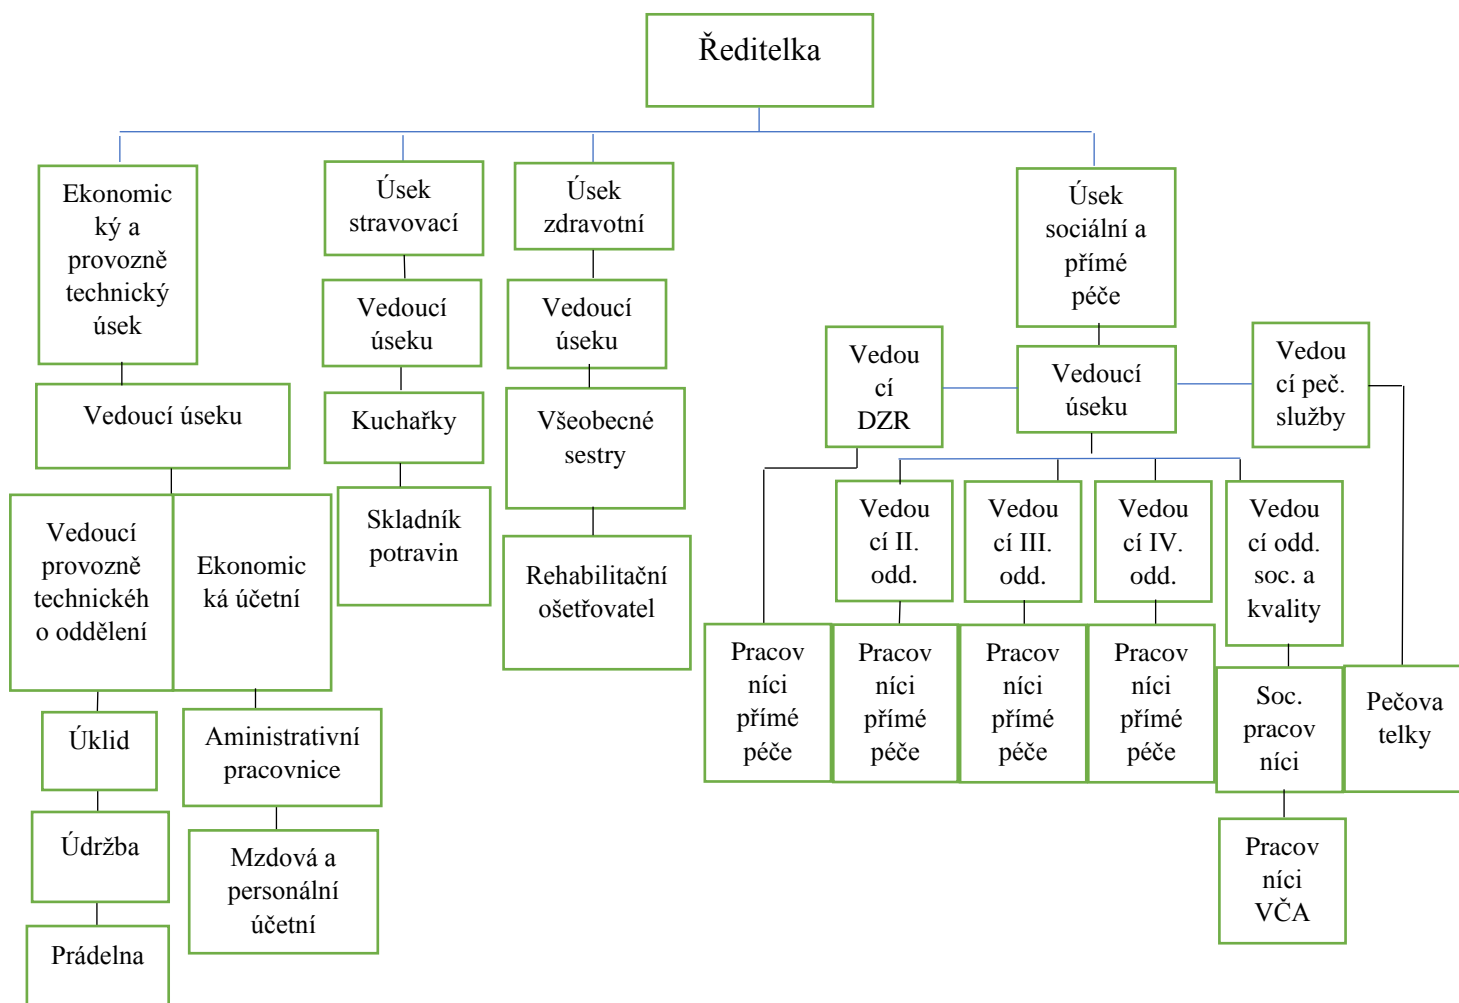 Ředitelka
Ekonomic
ký a
provozně
technický
úsek
Úsek
stravovací
Úsek
zdravotní
Úsek
sociální a
přímé
péče
Vedoucí
úseku
Vedoucí
úseku
Vedou
cí
DZR
Vedoucí
úseku
Vedou
cí peč.
služby
Vedoucí úseku
Kuchařky
Všeobecné
sestry
Vedoucí
provozně
technickéh
o oddělení
Ekonomic
ká účetní
Skladník
potravin
Rehabilitační
ošetřovatel
Vedou
cí II.
odd.
Vedou
cí III.
odd.
Vedou
cí IV.
odd.
Vedou
cí odd.
soc. a
kvality
Pracov
níci
přímé
péče
Pracov
níci
přímé
péče
Pracov
níci
přímé
péče
Pracov
níci
přímé
péče
Soc.
pracov
níci
Pečova
telky
Úklid
Aministrativní
pracovnice
Údržba
Mzdová a
personální
účetní
Pracov
níci
VČA
Prádelna